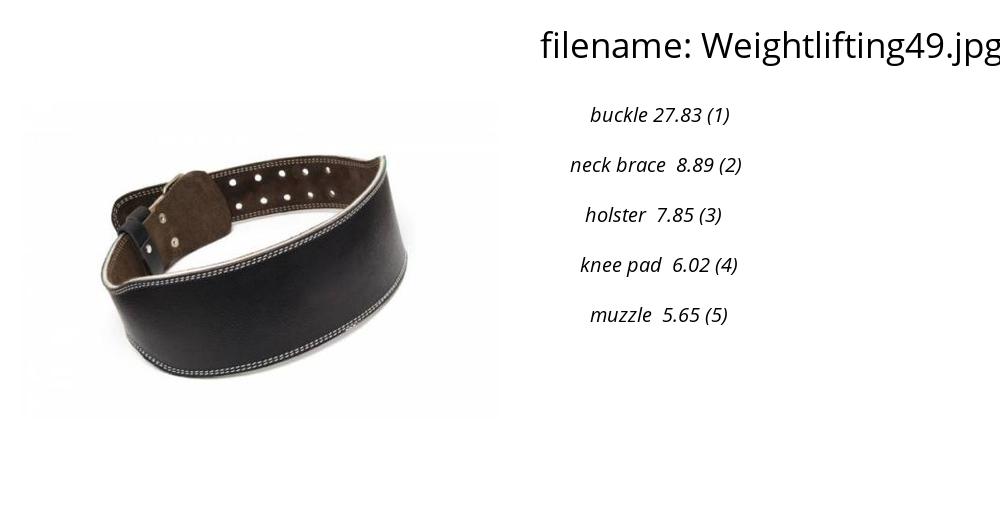 filename: Weightlifting49.jpg
buckle 27.83 (1)
neck brace 8.89 (2)
holster 7.85 (3)
knee pad 6.02 (4)
muzzle 5.65 (5)